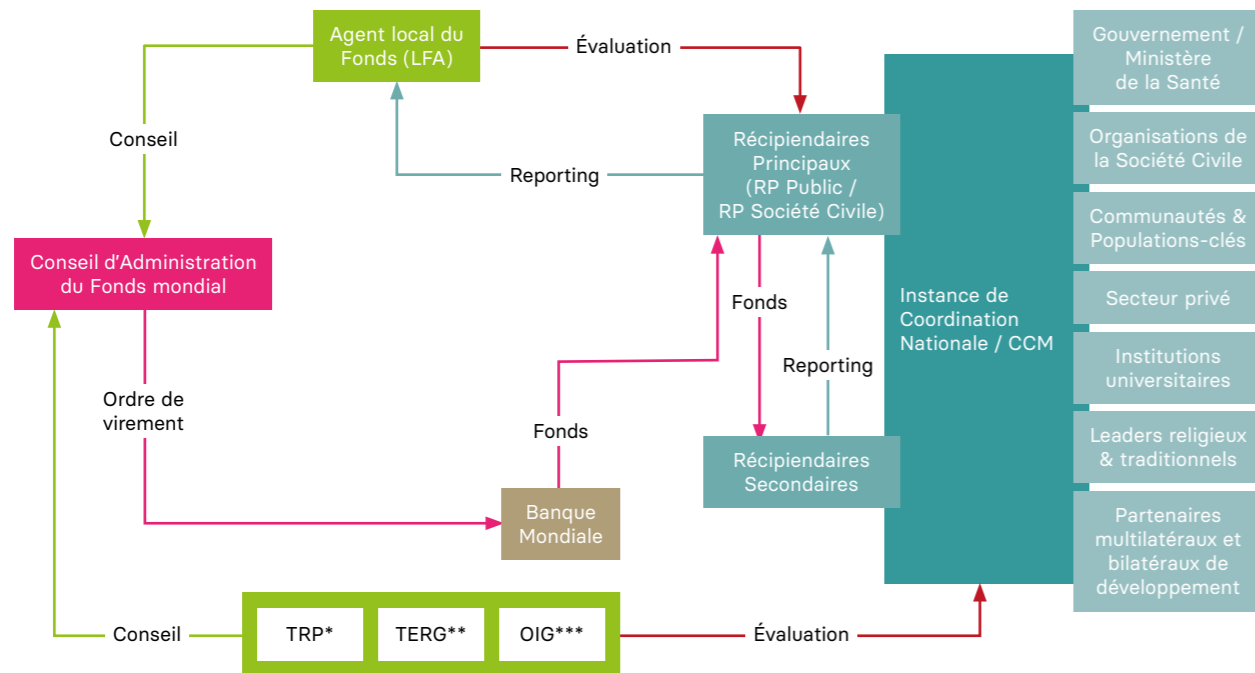 Agent local du
Fonds (LFA)
Évaluation
Gouvernement /
Ministère
de la Santé
Conseil
Récipiendaires
Principaux
(RP Public /
RP Société Civile)
Organisations de
la Société Civile
Reporting
Communautés &
Populations-clés
Conseil d'Administration
du Fonds mondial
Secteur privé
Fonds
Instance de
Coordination
Nationale / CCM
Reporting
Institutions
universitaires
Ordre de
virement
Fonds
Récipiendaires
Secondaires
Leaders religieux
& traditionnels
Banque
Mondiale
Partenaires
multilatéraux et
bilatéraux de
développement
Conseil
TRP*
TERG**
OIG***
Évaluation